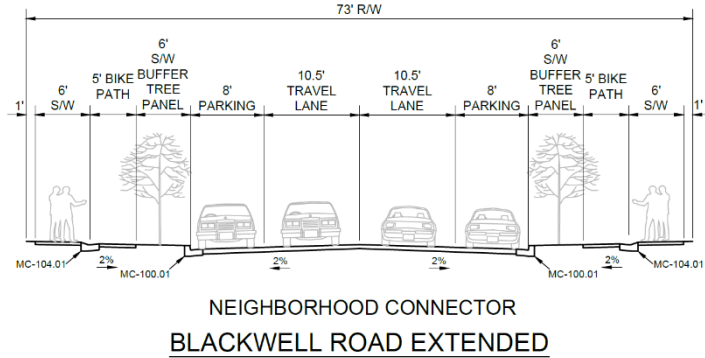 73' R/W
1'
6'
S/W
5' BIKE
PATH
6'
S/W
BUFFER
TREE
PANEL
8'
PARKING
10.5'
TRAVEL
LANE
10.5'
TRAVEL
LANE
8'
PARKING
6'
S/W
BUFFER
TREE
PANEL
5' BIKE
PATH
6'
S/W
1'
MC-104.01
2%
MC-100.01
2%
2%
MC-100.01
2%
MC-104.01
NEIGHBORHOOD CONNECTOR
BLACKWELL ROAD EXTENDED